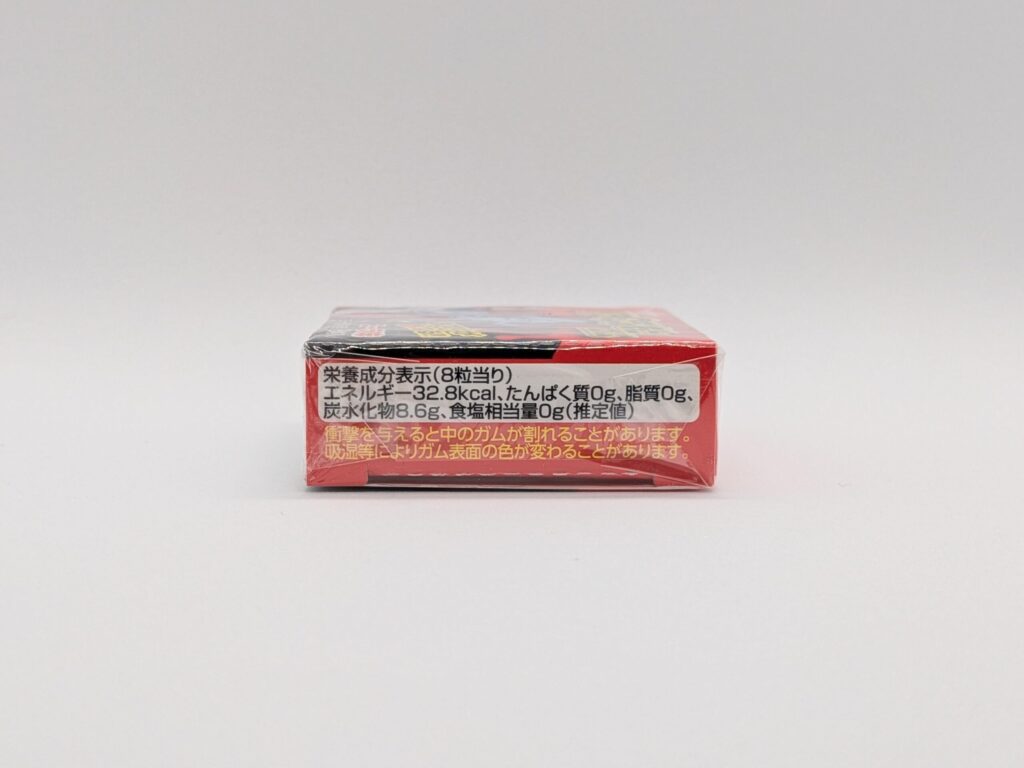 栄養成分表示(8粒当り)
エネルギー32.8kcal、たんぱく質0g、脂質0g、
炭水化物8.6g、食塩相当量0g(推定値)
衝撃を与えると中のガムが割れることがあります。
吸湿等によりガム表面の色が変わることがあります。